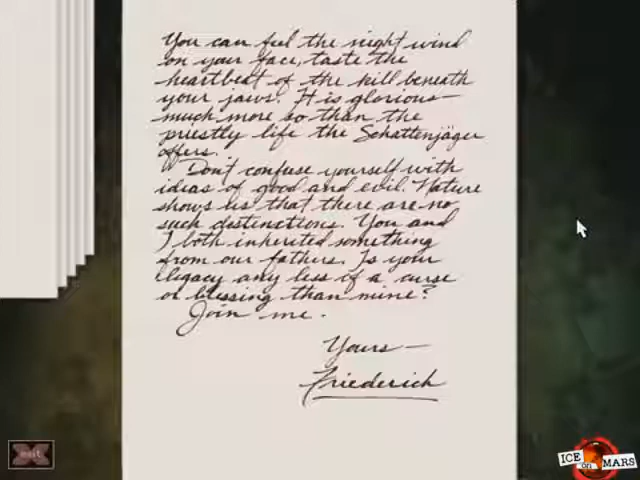 You can feel the night wind
on your face, taste the
heartbeat of the kill beneath
your jaws. It is glorious—
much more so than the
priestly life the Schattenjäger
offers.
Don't confuse yourself with
ideas of good and evil. Nature
shows us that there are no
such distinctions. You and
I both inherited something
from our fathers. Is your
legacy any less if a curse
or blessing than mine?
Join me.
Yours—
Friederich
exit
ICE on MARS